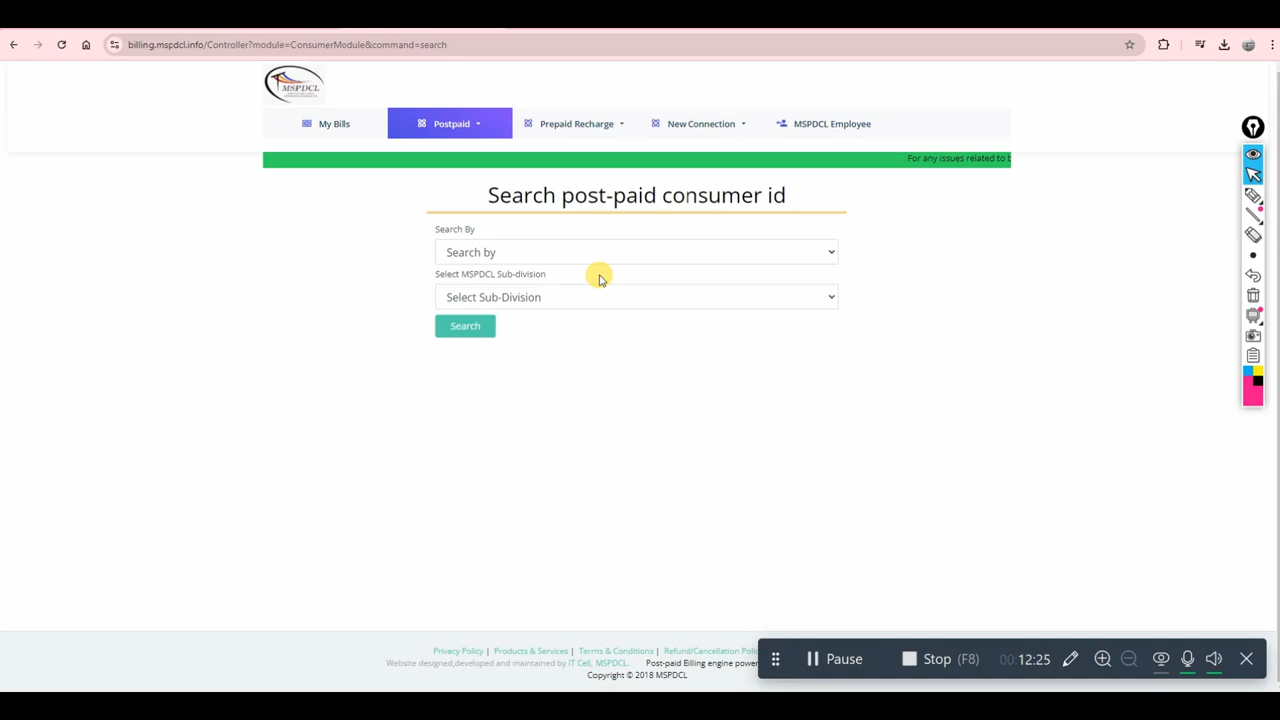 billing.mspdcl.info/Controller?module=ConsumerModule&command=search
MSPDCL
My Bills
Postpaid
Prepaid Recharge
New Connection
MSPDCL Employee
For any issues related to b
Search post-paid consumer id
Search By
Search by
Select MSPDCL Sub-division
Select Sub-Division
Search
Privacy Policy | Products & Services | Terms & Conditions | Refund/Cancellation Polic
Website designed,developed and maintained by IT Cell, MSPDCL. Post-paid Billing engine power
Copyright © 2018 MSPDCL
Pause
Stop (F8)
00:12:25